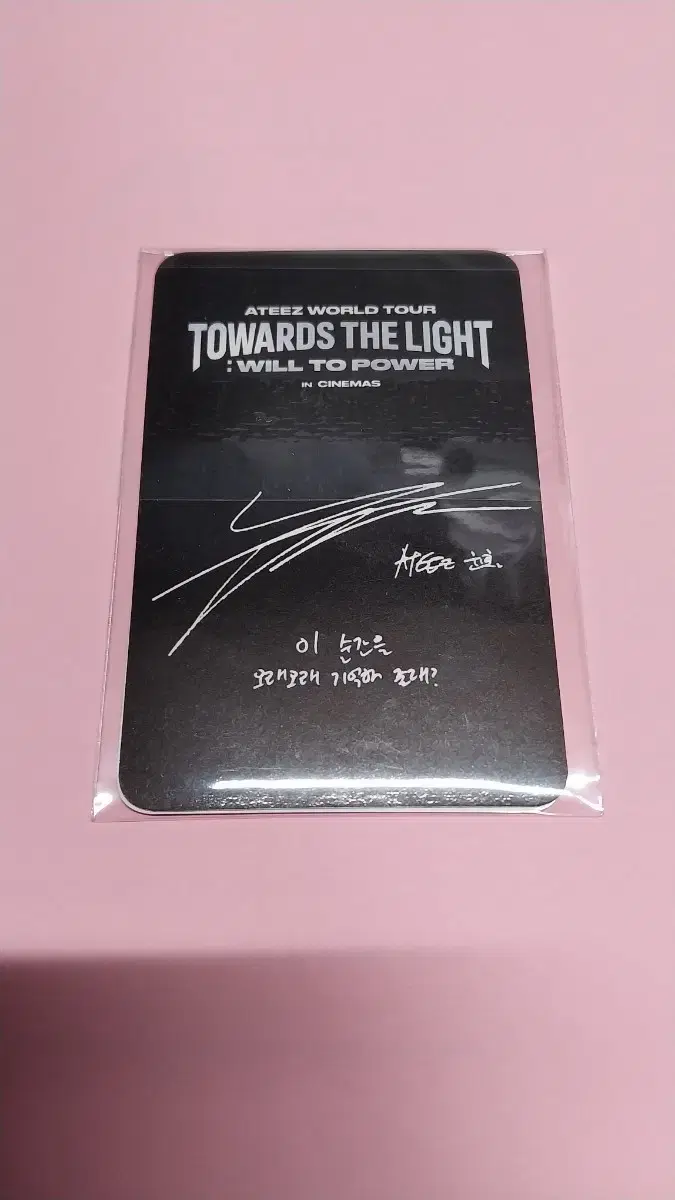 ATEEZ WORLD TOUR
TOWARDS THE LIGHT
: WILL TO POWER
IN CINEMAS
ATEEZ 윤호.
이 순간을
오래오래 기억해 줄래?